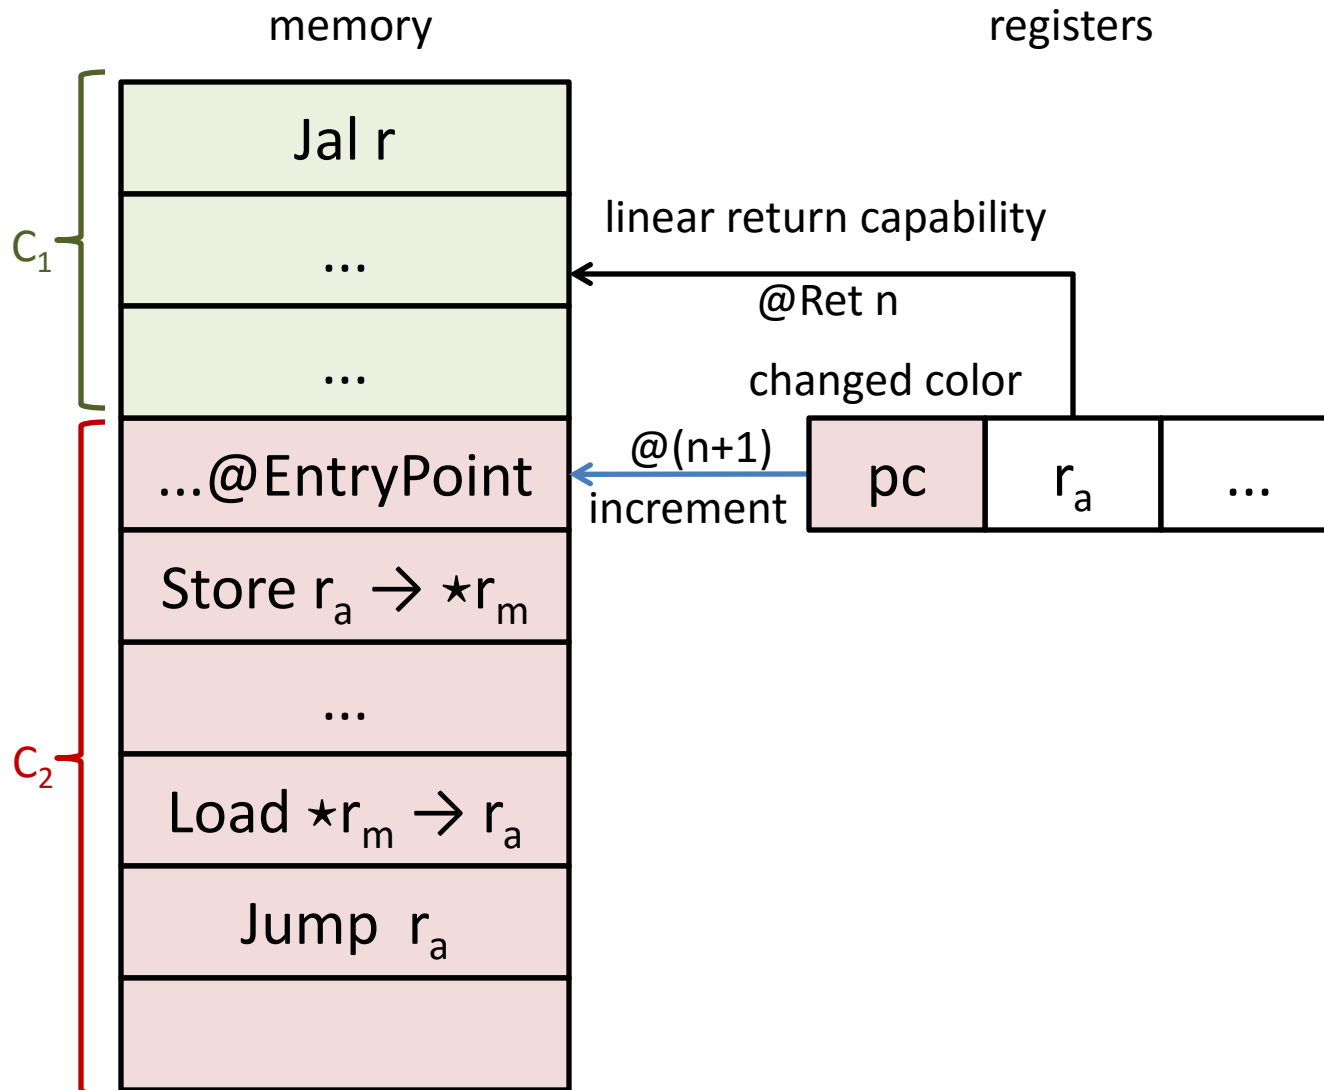 memory
registers
Jal r
...
...
C₁
linear return capability
@Ret n
changed color
...@EntryPoint
@(n+1)
increment
pc
rₐ
...
Store rₐ → ⋆rₘ
...
C₂
Load ⋆rₘ → rₐ
Jump rₐ